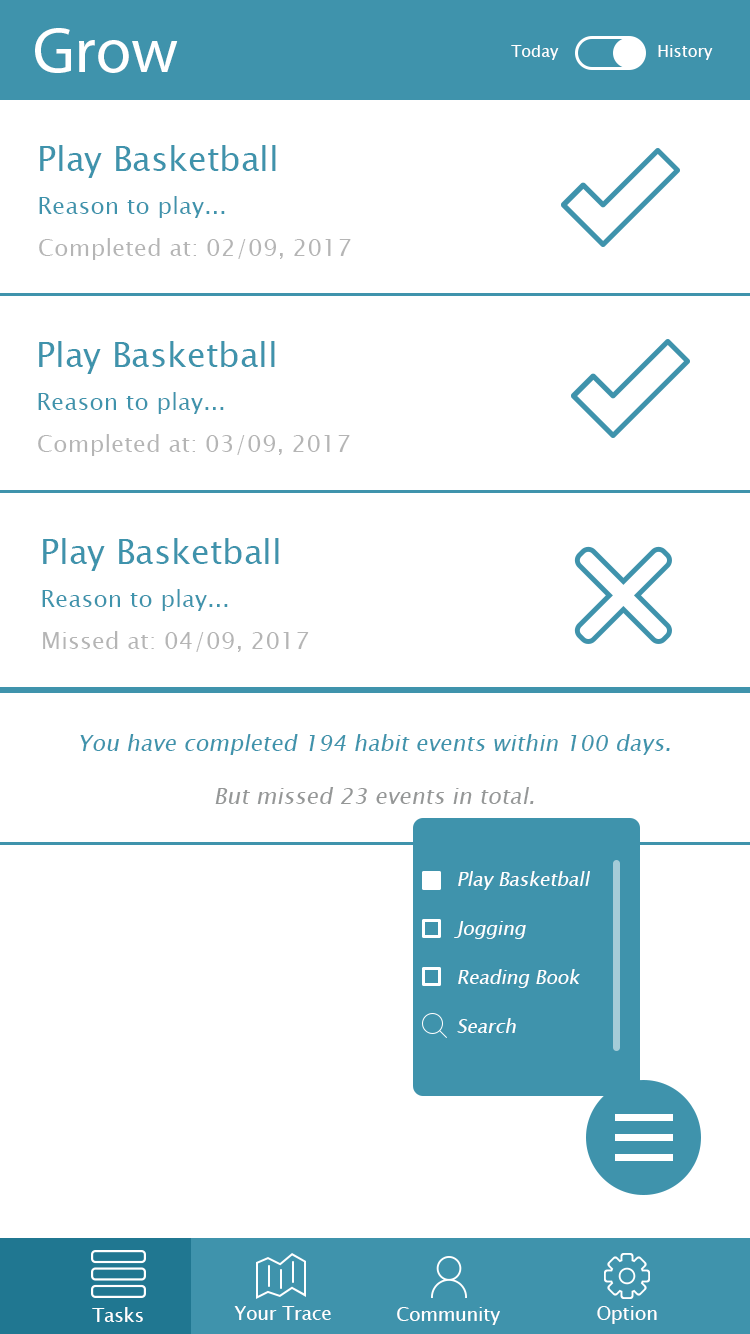 Grow
Today
History
Play Basketball
Reason to play...
Completed at: 02/09, 2017
Play Basketball
Reason to play...
Completed at: 03/09, 2017
Play Basketball
Reason to play...
Missed at: 04/09, 2017
You have completed 194 habit events within 100 days.
But missed 23 events in total.
Play Basketball
Jogging
Reading Book
Search
Tasks
Your Trace
Community
Option